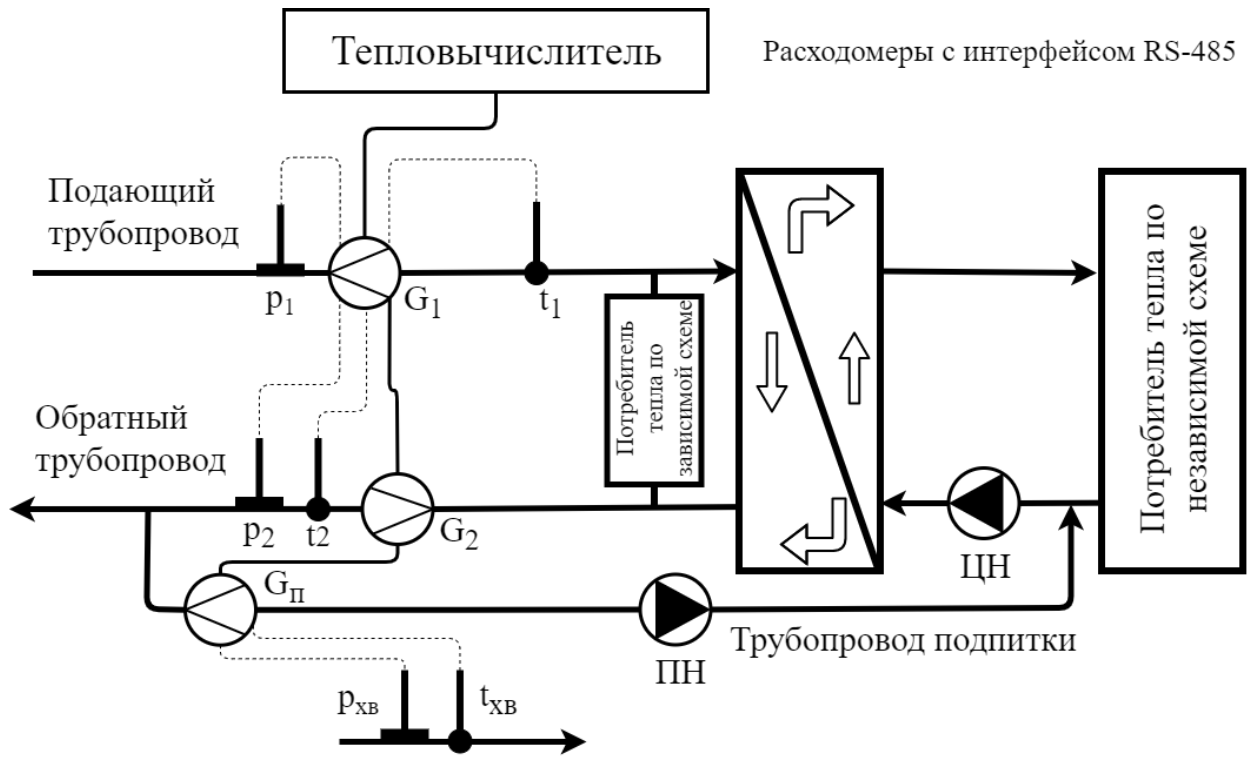 Тепловычислитель
Расходомеры с интерфейсом RS-485
Подающий
трубопровод
p1
G1
t1
Потребитель
тепла по
зависимой схеме
Потребитель тепла по
независимой схеме
Обратный
трубопровод
p2
t2
G2
ЦН
Gп
ПН
Трубопровод подпитки
pхв
tхв